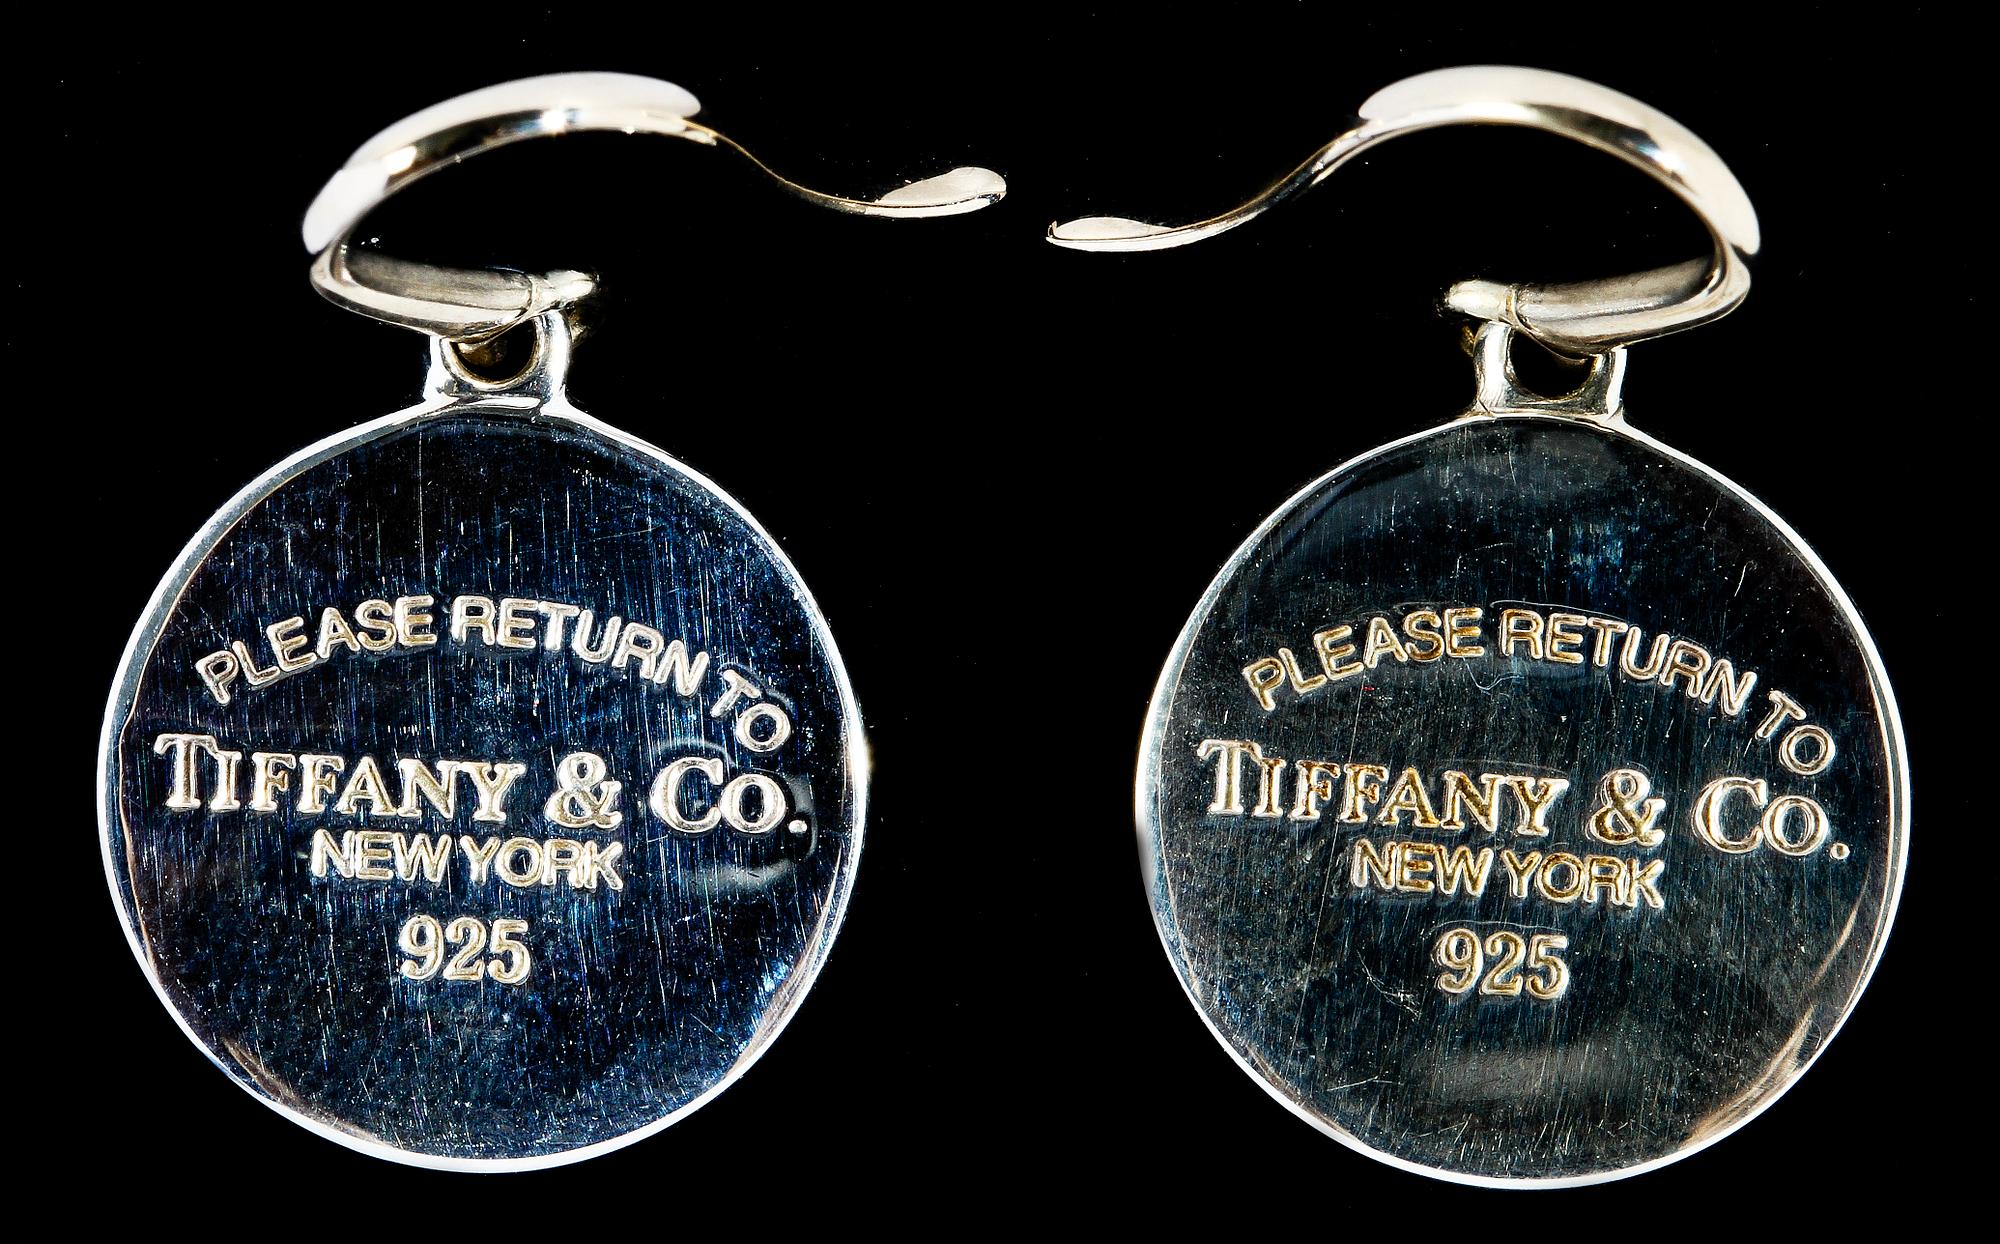 PLEASE RETURN TO
TIFFANY & CO.
NEW YORK
925
PLEASE RETURN TO
TIFFANY & CO.
NEW YORK
925